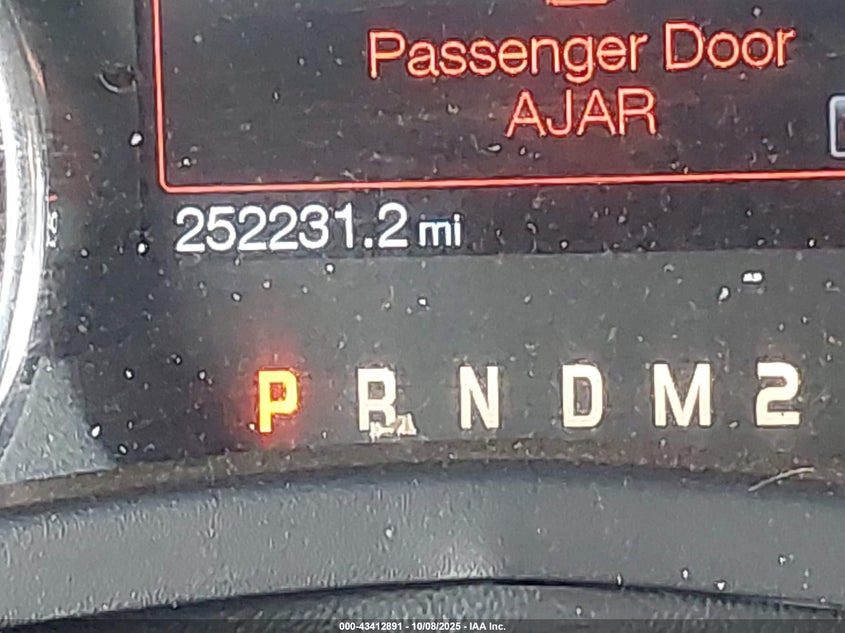 Passenger Door
AJAR
252231.2 mi
P R N D M 2
000-43412891 - 10/08/2025 - IAA Inc.